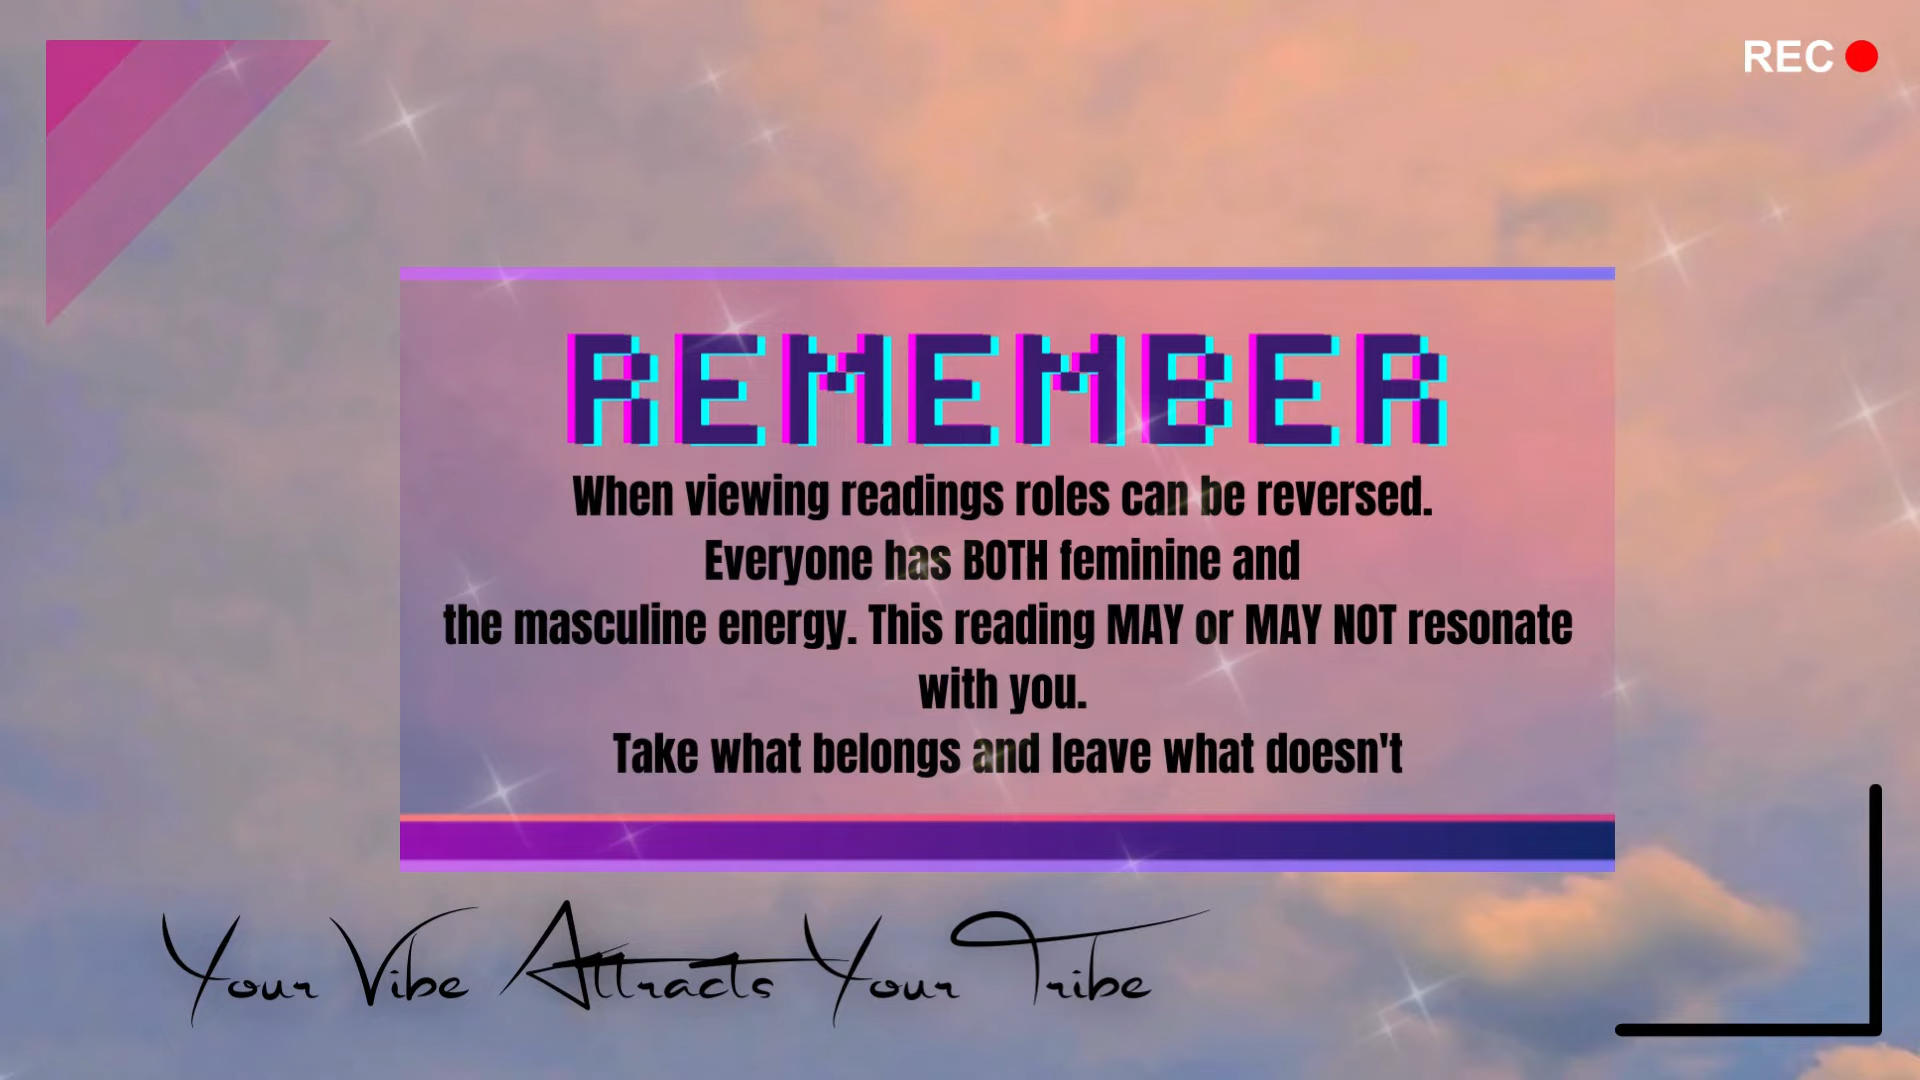 REC
REMEMBER
When viewing readings roles can be reversed.
Everyone has BOTH feminine and
the masculine energy. This reading MAY or MAY NOT resonate
with you.
Take what belongs and leave what doesn't
Your Vibe Attracts Your Tribe